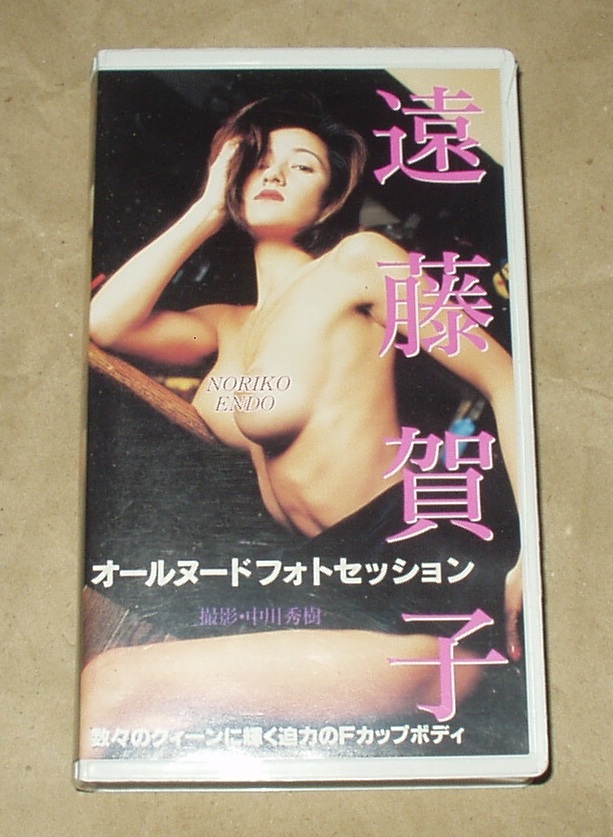 遠藤賀子
NORIKO
ENDO
オールヌードフォトセッション
撮影・中川秀樹
数々のクィーンに輝く迫力のFカップボディ